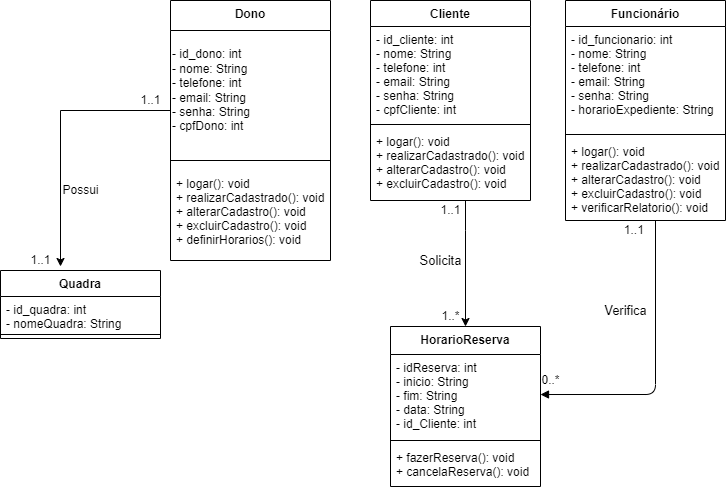 Dono
- id_dono: int
- nome: String
- telefone: int
- email: String
- senha: String
- cpfDono: int
+ logar(): void
+ realizarCadastrado(): void
+ alterarCadastro(): void
+ excluirCadastro(): void
+ definirHorarios(): void
Cliente
- id_cliente: int
- nome: String
- telefone: int
- email: String
- senha: String
- cpfCliente: int
+ logar(): void
+ realizarCadastrado(): void
+ alterarCadastro(): void
+ excluirCadastro(): void
Funcionário
- id_funcionario: int
- nome: String
- telefone: int
- email: String
- senha: String
- horarioExpediente: String
+ logar(): void
+ realizarCadastrado(): void
+ alterarCadastro(): void
+ excluirCadastro(): void
+ verificarRelatorio(): void
1..1
Possui
1..1
Quadra
- id_quadra: int
- nomeQuadra: String
1..1
Solicita
1..*
1..1
Verifica
0..*
HorarioReserva
- idReserva: int
- inicio: String
- fim: String
- data: String
- id_Cliente: int
+ fazerReserva(): void
+ cancelaReserva(): void